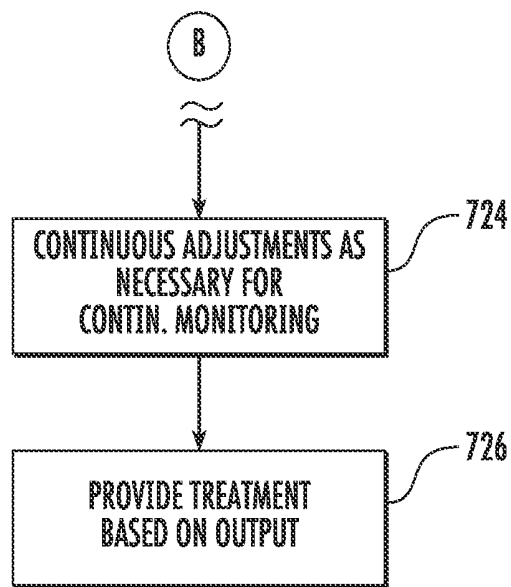 B
724
CONTINUOUS ADJUSTMENTS AS
NECESSARY FOR
CONTIN. MONITORING
726
PROVIDE TREATMENT
BASED ON OUTPUT